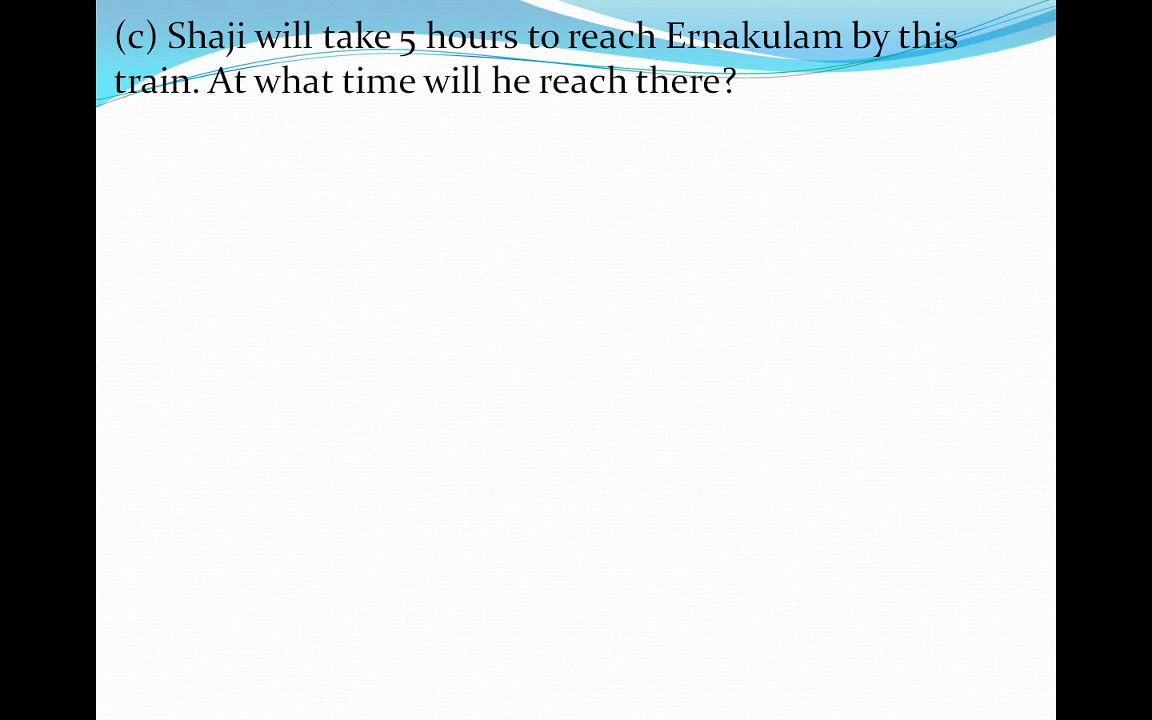 (c) Shaji will take 5 hours to reach Ernakulam by this
train. At what time will he reach there?